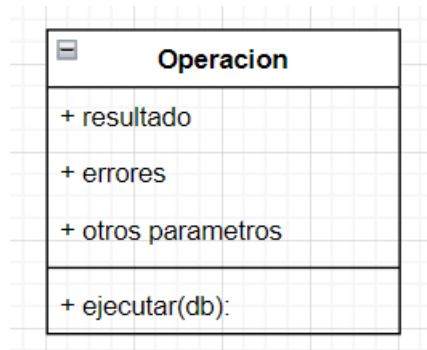 Operacion
+ resultado
+ errores
+ otros parametros
+ ejecutar(db):